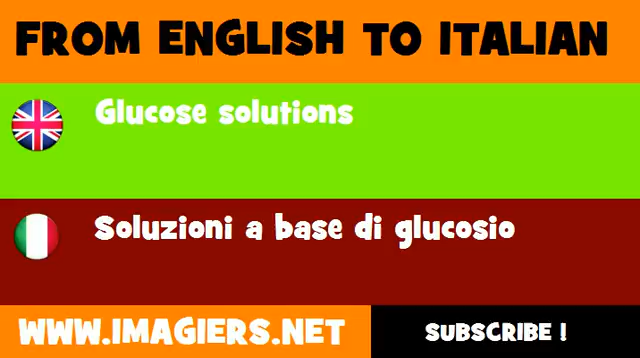 FROM ENGLISH TO ITALIAN
Glucose solutions
Soluzioni a base di glucosio
WWW.IMAGIERS.NET
SUBSCRIBE !